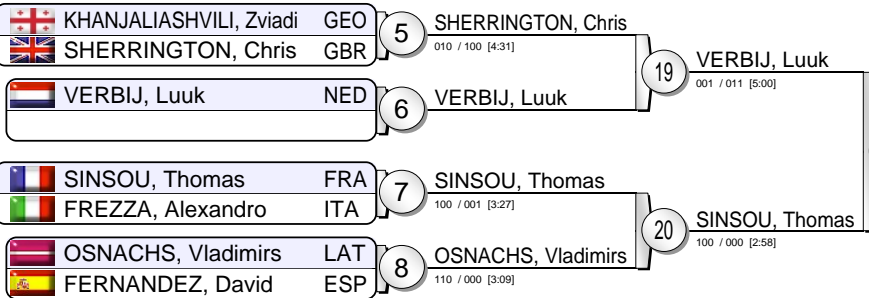 KHANJALIASHVILI, Zviadi GEO
SHERRINGTON, Chris GBR
5
SHERRINGTON, Chris
010 / 100 [4:31]
VERBIJ, Luuk NED
6
VERBIJ, Luuk
19
VERBIJ, Luuk
001 / 011 [5:00]
SINSOU, Thomas FRA
FREZZA, Alexandro ITA
7
SINSOU, Thomas
100 / 001 [3:27]
OSNACHS, Vladimirs LAT
FERNANDEZ, David ESP
8
OSNACHS, Vladimirs
110 / 000 [3:09]
20
SINSOU, Thomas
100 / 000 [2:58]